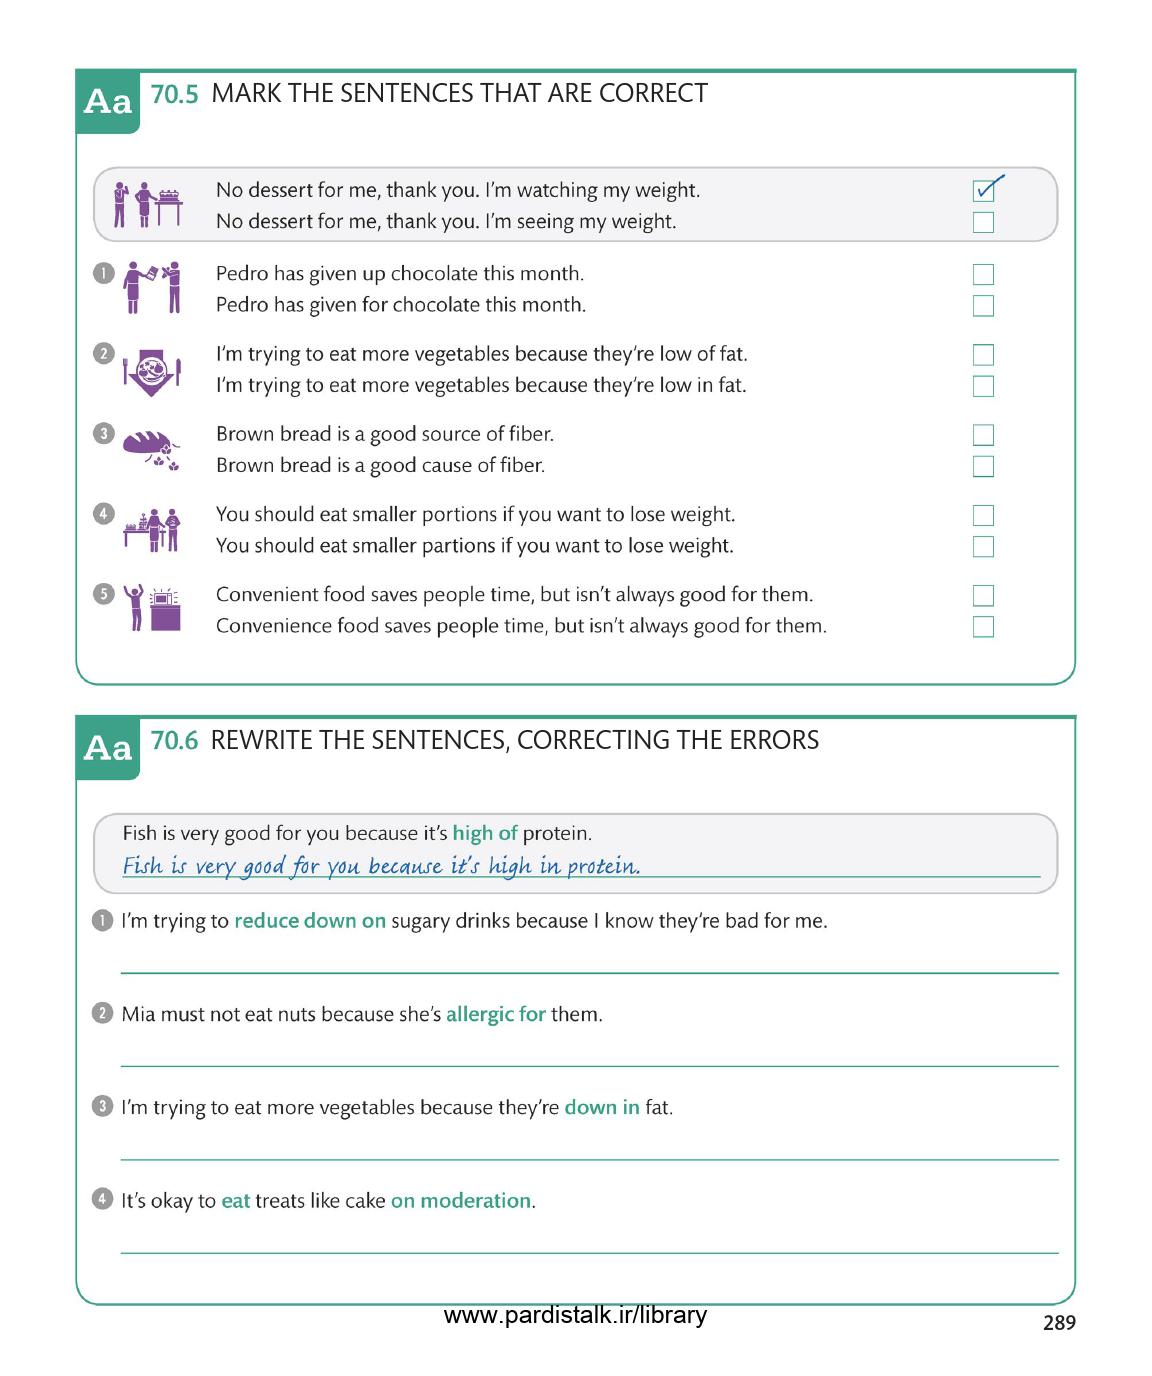 Aa 70.5 MARK THE SENTENCES THAT ARE CORRECT
No dessert for me, thank you. I'm watching my weight.
No dessert for me, thank you. I'm seeing my weight.
1 Pedro has given up chocolate this month.
Pedro has given for chocolate this month.
2 I'm trying to eat more vegetables because they're low of fat.
I'm trying to eat more vegetables because they're low in fat.
3 Brown bread is a good source of fiber.
Brown bread is a good cause of fiber.
4 You should eat smaller portions if you want to lose weight.
You should eat smaller partions if you want to lose weight.
5 Convenient food saves people time, but isn't always good for them.
Convenience food saves people time, but isn't always good for them.
Aa 70.6 REWRITE THE SENTENCES, CORRECTING THE ERRORS
Fish is very good for you because it's high of protein.
Fish is very good for you because it's high in protein.
1 I'm trying to reduce down on sugary drinks because I know they're bad for me.
2 Mia must not eat nuts because she's allergic for them.
3 I'm trying to eat more vegetables because they're down in fat.
4 It's okay to eat treats like cake on moderation.
www.pardistalk.ir/library
289